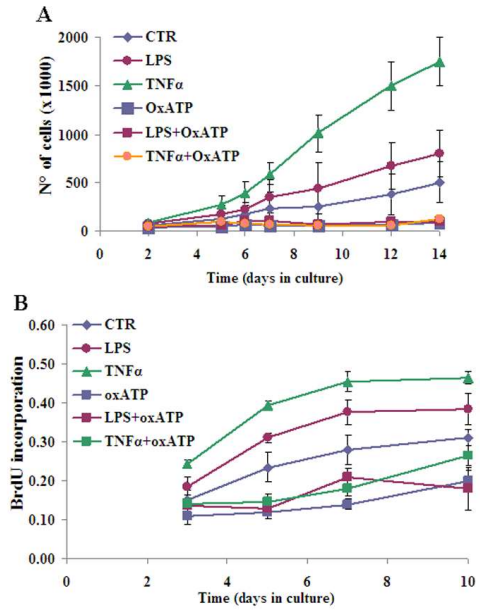 A
N° of cells (x 1000)
2000
1500
1000
500
0
CTR
LPS
TNFα
OxATP
LPS+OxATP
TNFα+OxATP
0 2 4 6 8 10 12 14
Time (days in culture)
B
BrdU incorporation
0.60
0.50
0.40
0.30
0.20
0.10
0.00
CTR
LPS
TNFα
oxATP
LPS+oxATP
TNFα+oxATP
0 2 4 6 8 10
Time (days in culture)